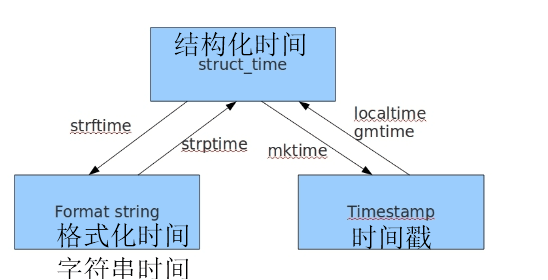 结构化时间
struct_time
strftime
strptime
mktime
localtime
gmtime
Format string
格式化时间
字符串时间
Timestamp
时间戳